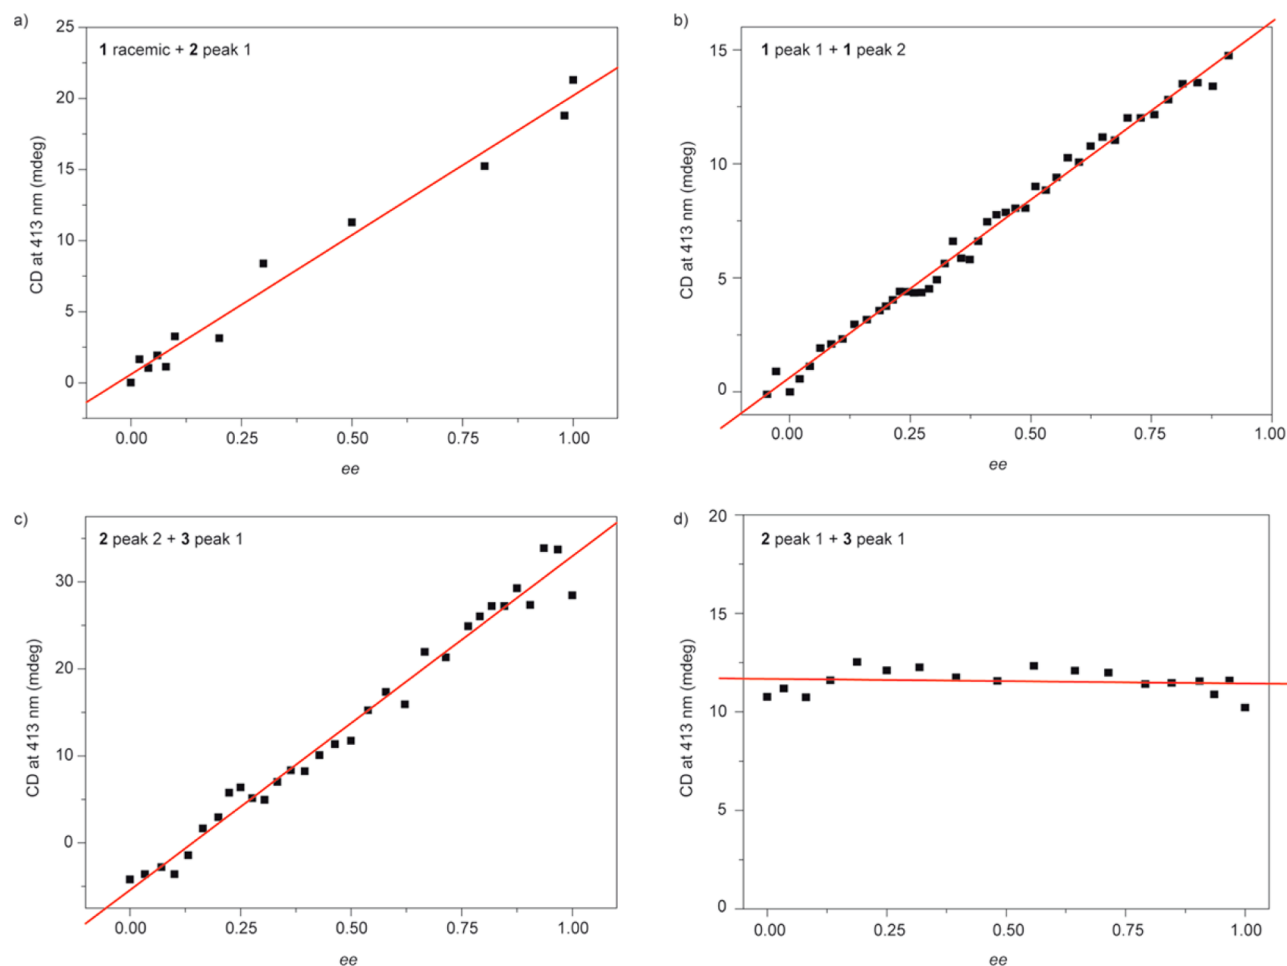 a)
1 racemic + 2 peak 1
CD at 413 nm (mdeg)
25
20
15
10
5
0
0.00 0.25 0.50 0.75 1.00
ee
b)
1 peak 1 + 1 peak 2
CD at 413 nm (mdeg)
15
10
5
0
0.00 0.25 0.50 0.75 1.00
ee
c)
2 peak 2 + 3 peak 1
CD at 413 nm (mdeg)
30
20
10
0
0.00 0.25 0.50 0.75 1.00
ee
d)
2 peak 1 + 3 peak 1
CD at 413 nm (mdeg)
20
15
10
5
0
0.00 0.25 0.50 0.75 1.00
ee